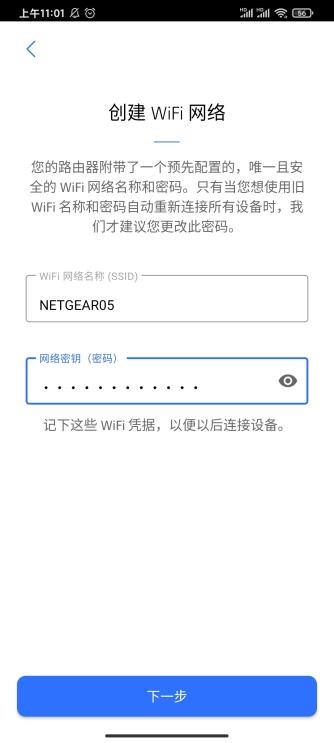 上午11:01
56
创建 WiFi 网络
您的路由器附带了一个预先配置的，唯一且安
全的 WiFi 网络名称和密码。只有当您想使用旧
WiFi 名称和密码自动重新连接所有设备时，我
们才建议您更改此密码。
WiFi 网络名称 (SSID)
NETGEAR05
网络密钥（密码）
············
记下这些 WiFi 凭据，以便以后连接设备。
下一步